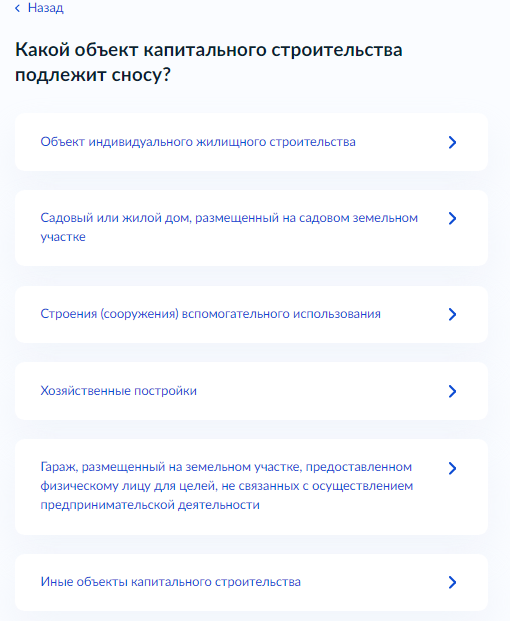 Назад
Какой объект капитального строительства
подлежит сносу?
Объект индивидуального жилищного строительства
Садовый или жилой дом, размещенный на садовом земельном
участке
Строения (сооружения) вспомогательного использования
Хозяйственные постройки
Гараж, размещенный на земельном участке, предоставленном
физическому лицу для целей, не связанных с осуществлением
предпринимательской деятельности
Иные объекты капитального строительства